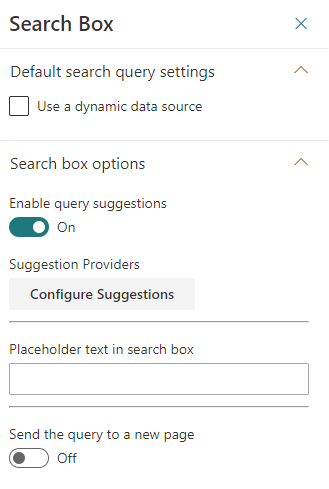 Search Box
Default search query settings
Use a dynamic data source
Search box options
Enable query suggestions
On
Suggestion Providers
Configure Suggestions
Placeholder text in search box
Send the query to a new page
Off